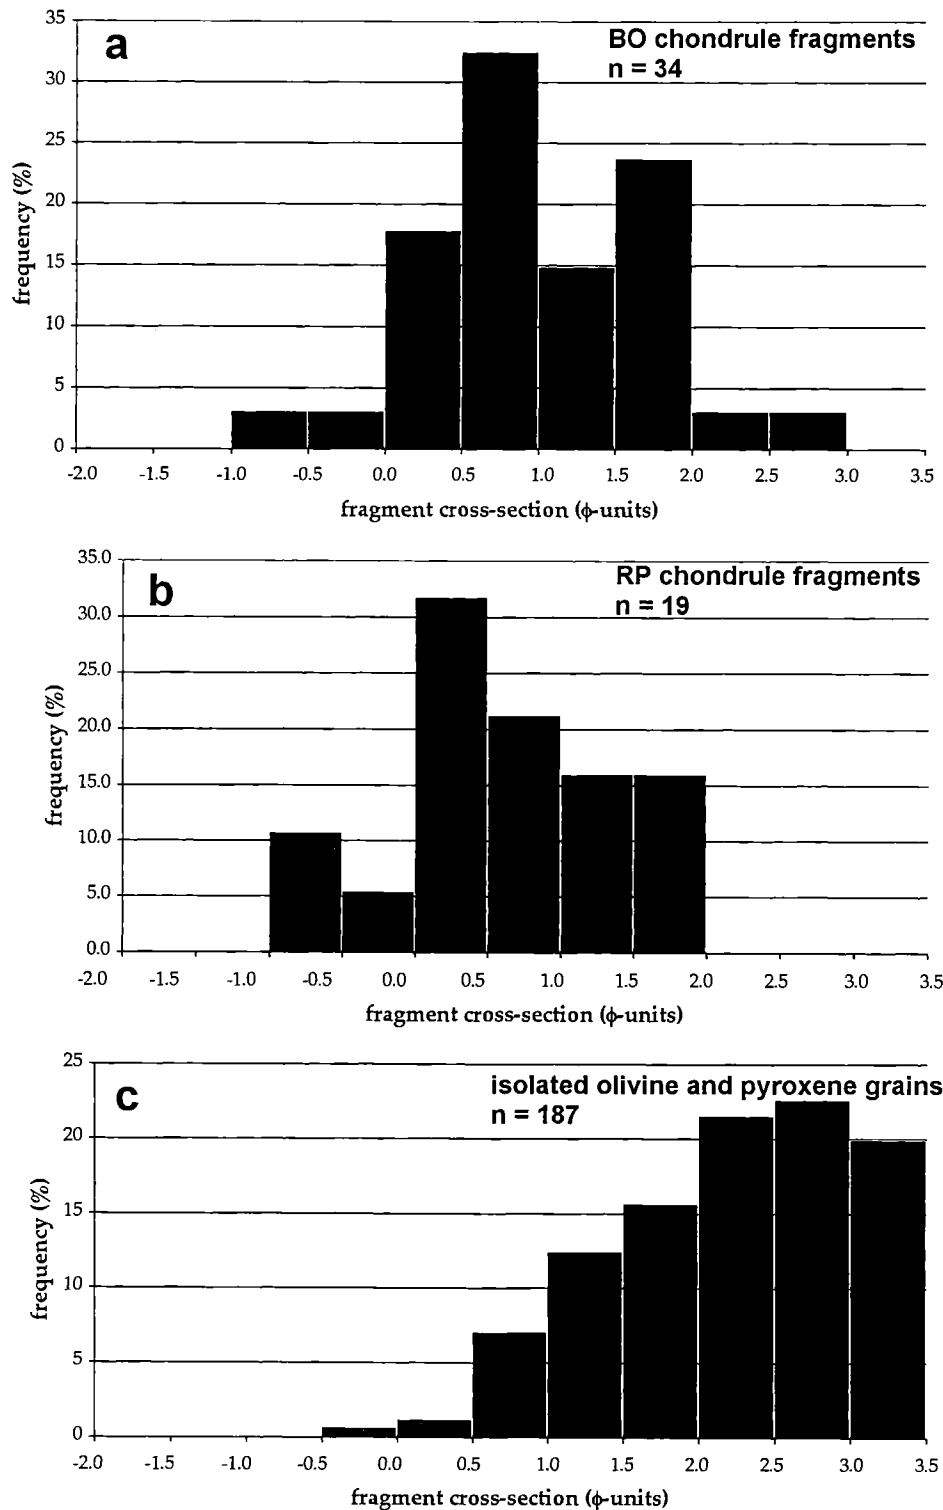 35
a
BO chondrule fragments
n = 34
30
25
20
15
10
5
0
frequency (%)
-2.0 -1.5 -1.0 -0.5 0.0 0.5 1.0 1.5 2.0 2.5 3.0 3.5
fragment cross-section (ϕ-units)
35.0
b
RP chondrule fragments
n = 19
30.0
25.0
20.0
15.0
10.0
5.0
0.0
frequency (%)
-2.0 -1.5 -1.0 -0.5 0.0 0.5 1.0 1.5 2.0 2.5 3.0 3.5
fragment cross-section (ϕ-units)
25
c
isolated olivine and pyroxene grains
n = 187
20
15
10
5
0
frequency (%)
-2.0 -1.5 -1.0 -0.5 0.0 0.5 1.0 1.5 2.0 2.5 3.0 3.5
fragment cross-section (ϕ-units)